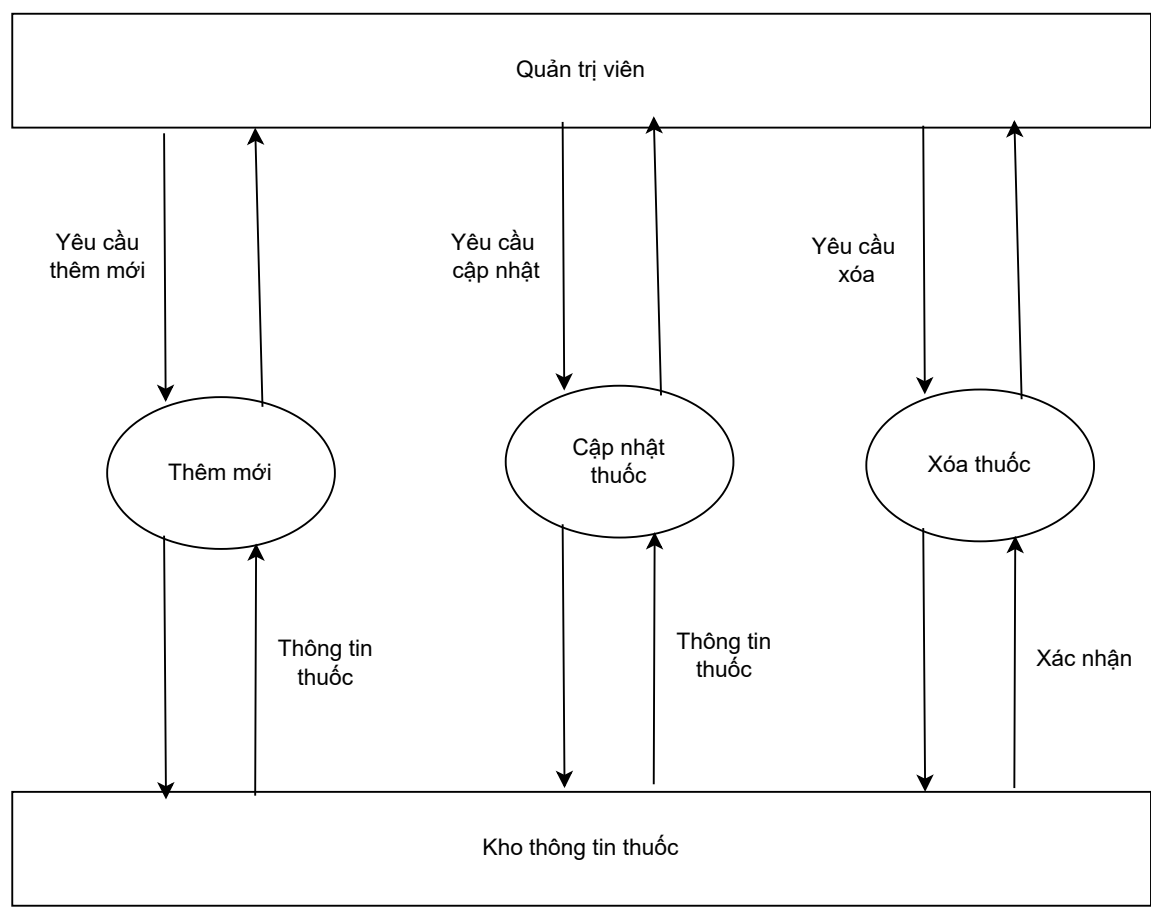 Quản trị viên
Yêu cầu
thêm mới
Yêu cầu
cập nhật
Yêu cầu
xóa
Thêm mới
Cập nhật
thuốc
Xóa thuốc
Thông tin
thuốc
Thông tin
thuốc
Xác nhận
Kho thông tin thuốc